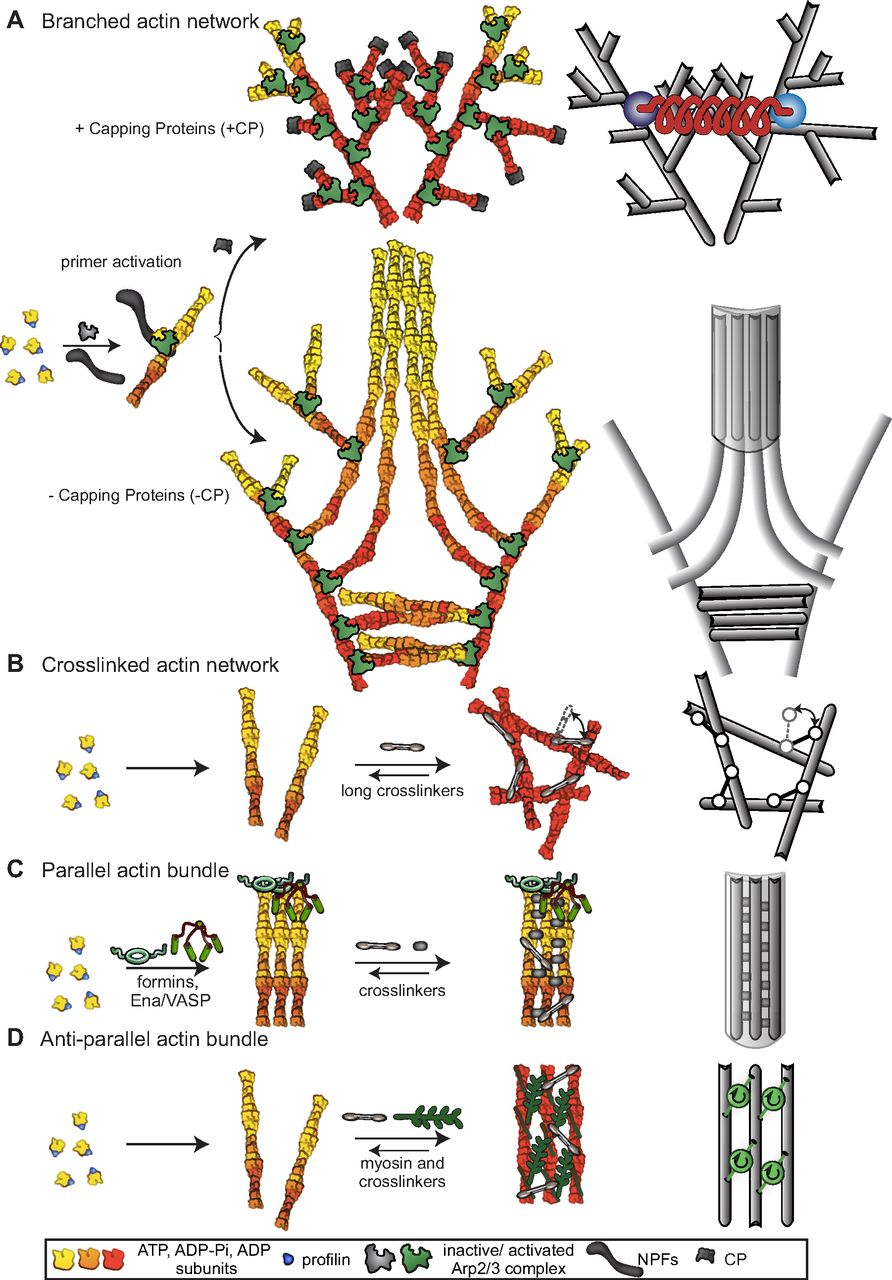 A Branched actin network
+ Capping Proteins (+CP)
primer activation
- Capping Proteins (-CP)
B Crosslinked actin network
long crosslinkers
C Parallel actin bundle
formins,
Ena/VASP
crosslinkers
D Anti-parallel actin bundle
myosin and
crosslinkers
ATP, ADP-Pi, ADP
subunits
profilin
inactive/ activated
Arp2/3 complex
NPFs
CP